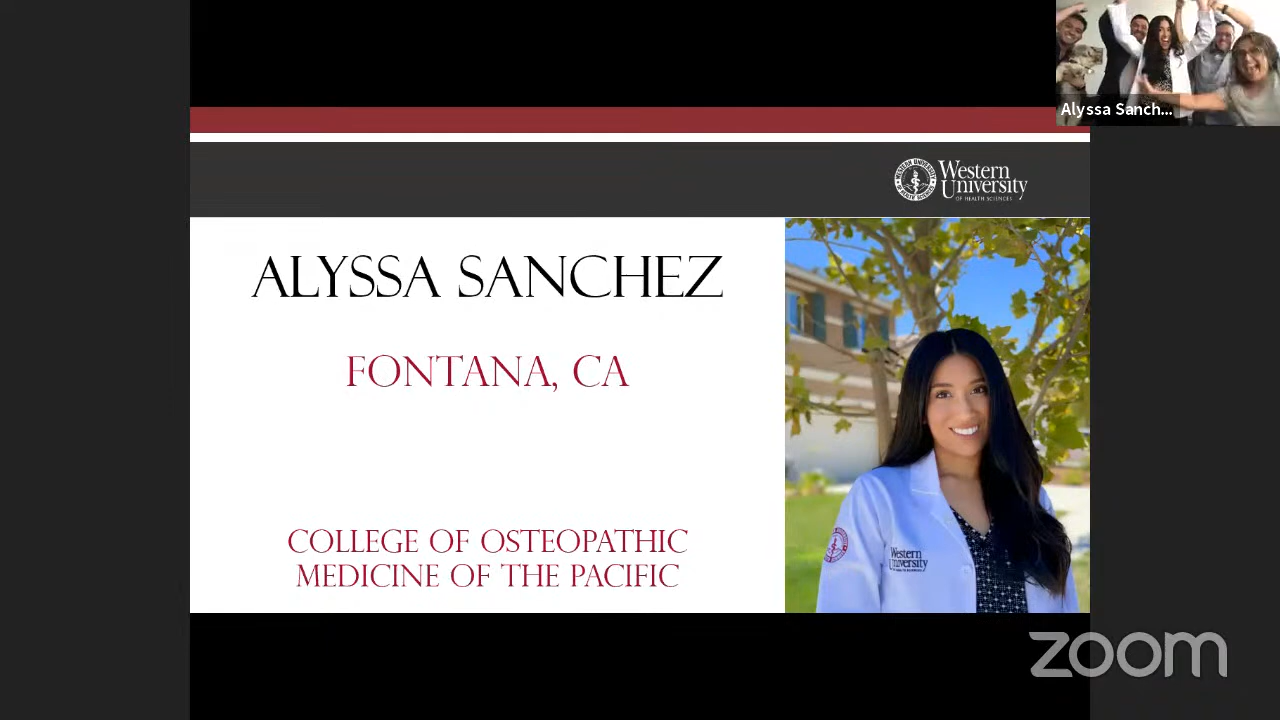 Alyssa Sanch...
Western
University
OF HEALTH SCIENCES
ALYSSA SANCHEZ
FONTANA, CA
COLLEGE OF OSTEOPATHIC
MEDICINE OF THE PACIFIC
Western
University
zoom